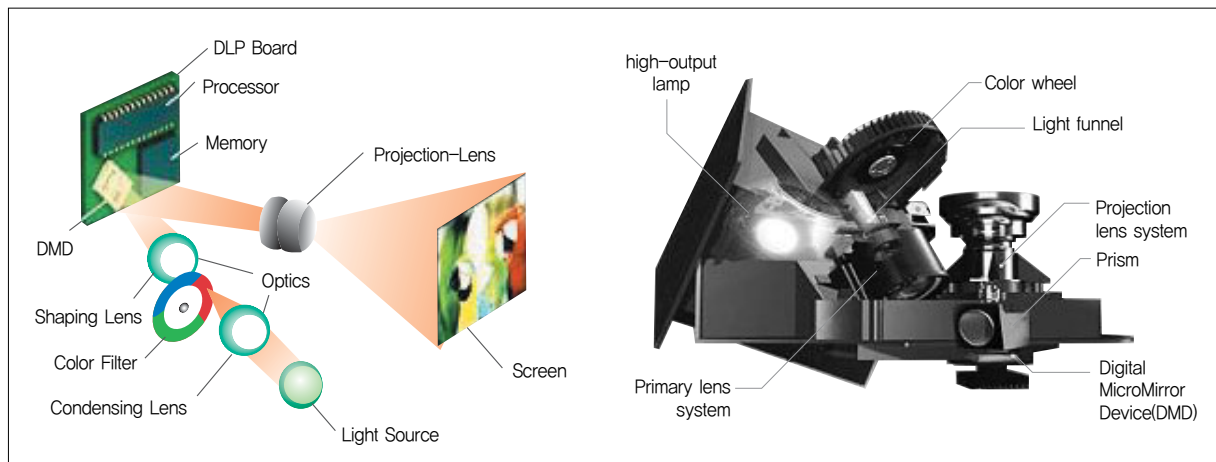 DLP Board
Processor
Memory
Projection-Lens
DMD
Optics
Shaping Lens
Color Filter
Condensing Lens
Light Source
Screen
high-output
lamp
Color wheel
Light funnel
Projection
lens system
Prism
Primary lens
system
Digital
MicroMirror
Device(DMD)